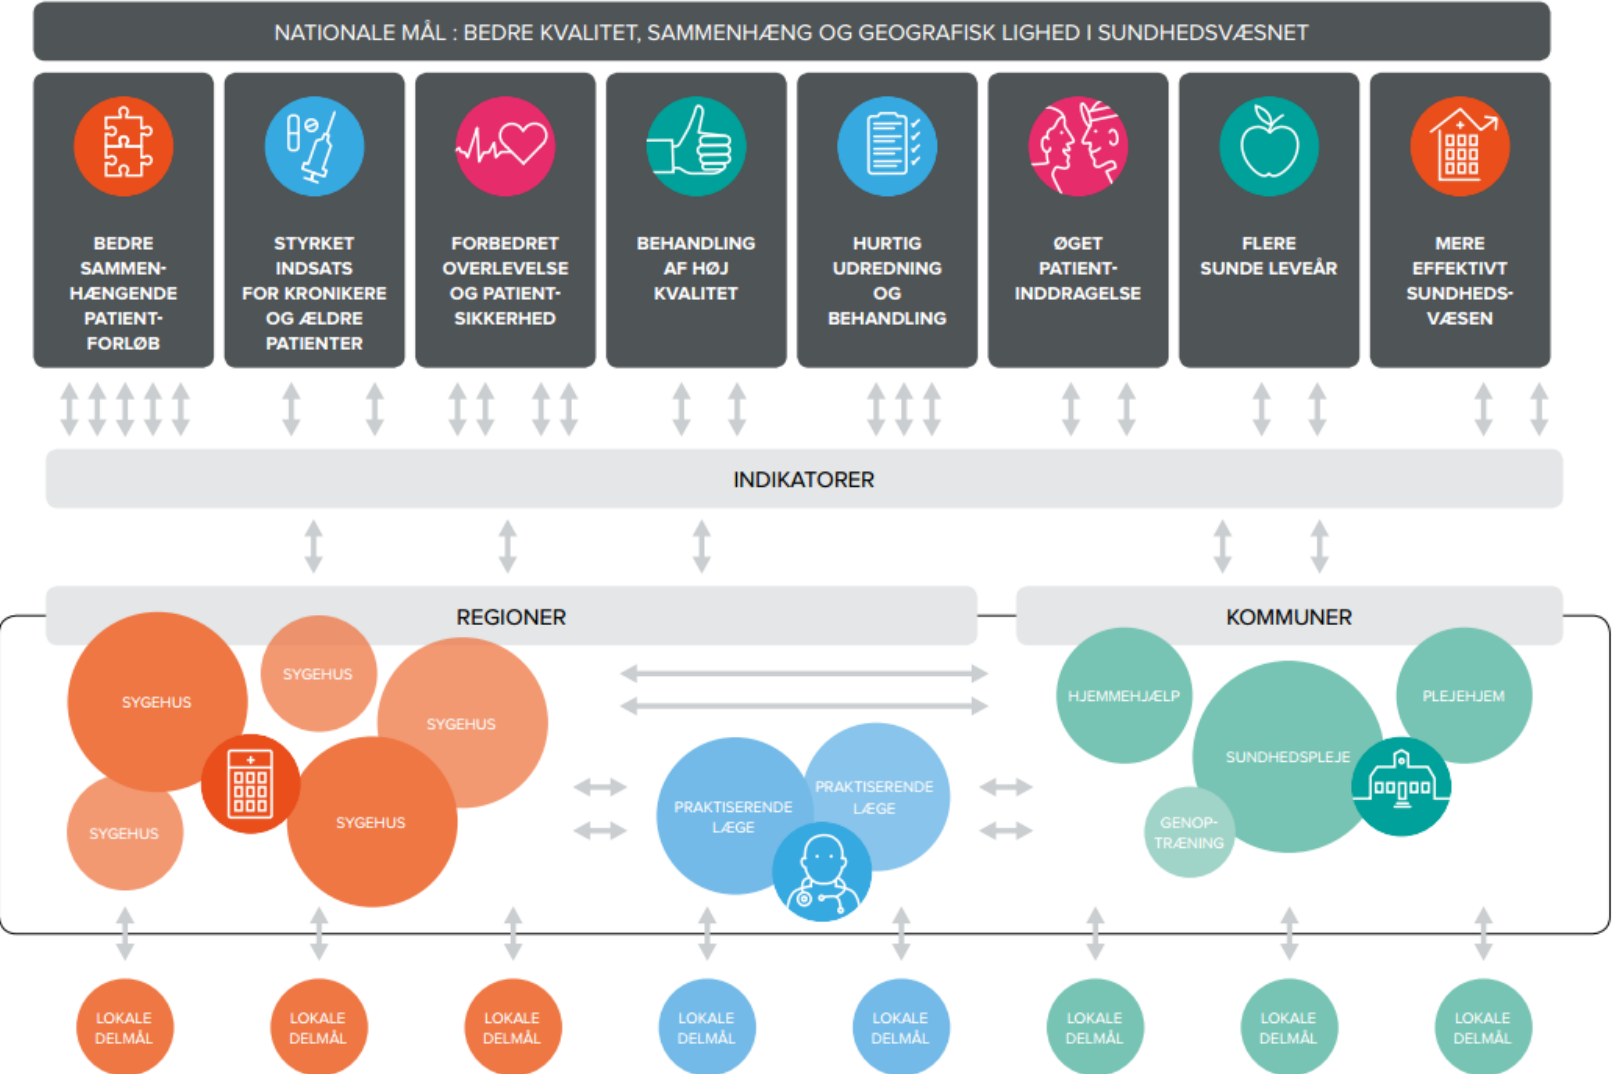 NATIONALE MÅL : BEDRE KVALITET, SAMMENHÆNG OG GEOGRAFISK LIGHED I SUNDHEDSVÆSNET
BEDRE
SAMMEN-
HÆNGENDE
PATIENT-
FORLØB
STYRKET
INDSATS
FOR KRONIKERE
OG ÆLDRE
PATIENTER
FORBEDRET
OVERLEVELSE
OG PATIENT-
SIKKERHED
BEHANDLING
AF HØJ
KVALITET
HURTIG
UDREDNING
OG
BEHANDLING
ØGET
PATIENT-
INDDRAGELSE
FLERE
SUNDE LEVEÅR
MERE
EFFEKTIVT
SUNDHEDS-
VÆSEN
INDIKATORER
REGIONER
KOMMUNER
SYGEHUS
SYGEHUS
SYGEHUS
SYGEHUS
SYGEHUS
PRAKTISERENDE
LÆGE
PRAKTISERENDE
LÆGE
HJEMMEHJÆLP
SUNDHEDSPLEJE
PLEJEHJEM
GENOP-
TRÆNING
LOKALE
DELMÅL
LOKALE
DELMÅL
LOKALE
DELMÅL
LOKALE
DELMÅL
LOKALE
DELMÅL
LOKALE
DELMÅL
LOKALE
DELMÅL
LOKALE
DELMÅL